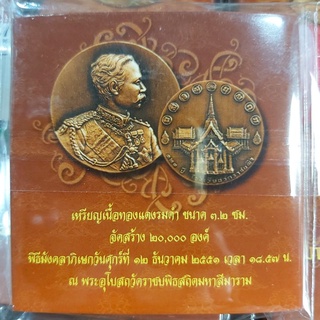 เหรียญเนื้อทองแดงรมดำ ขนาด ๓.๒ ซม.
จัดสร้าง ๒๐,๐๐๐ องค์
พิธีมังคลาภิเษกวันศุกร์ที่ ๑๒ ธันวาคม ๒๕๕๑ เวลา ๑๔.๕๗ น.
ณ พระอุโบสถวัดราชบพิธสถิตมหาสีมาราม